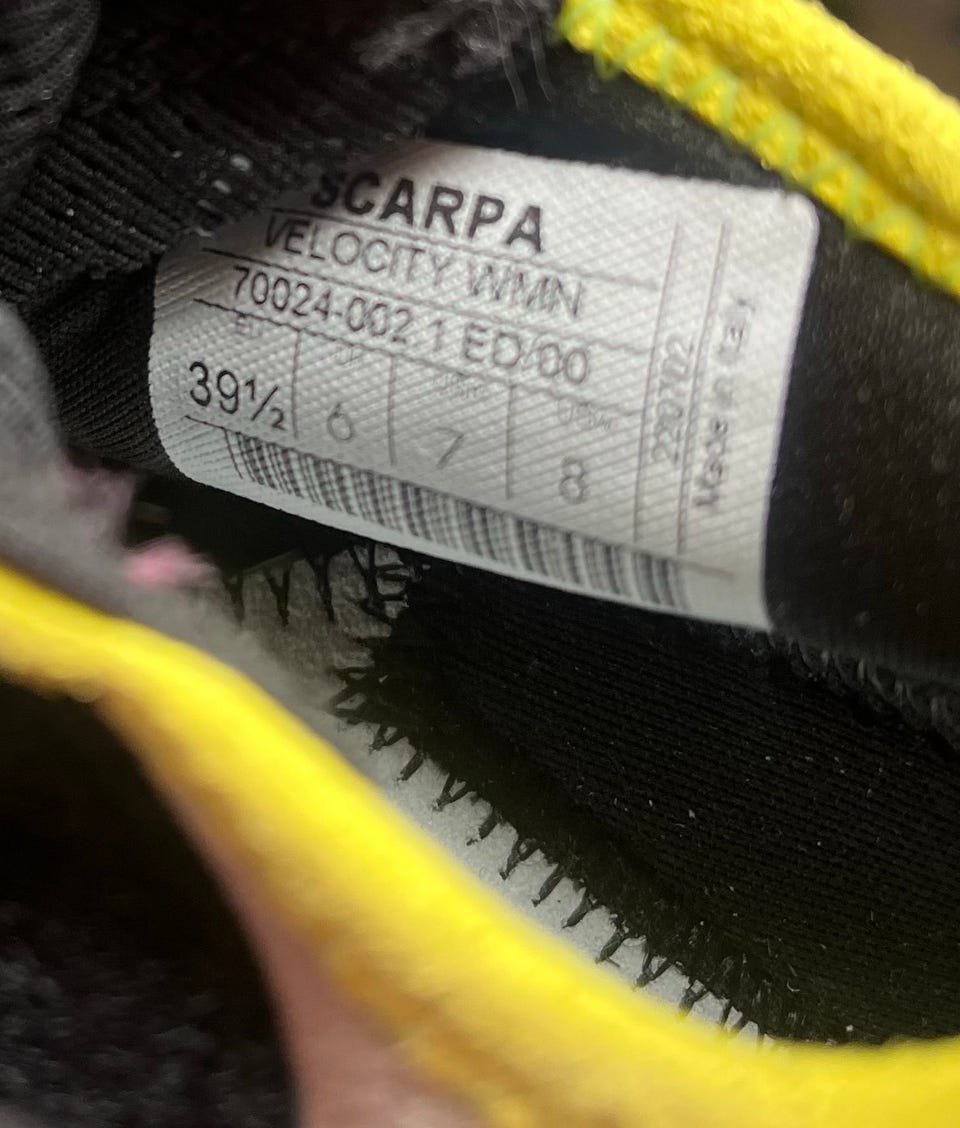 SCARPA
VELOCITY WMN
70024-002 1 ED/00
39½ 6 7 8
220702
Made in Italy